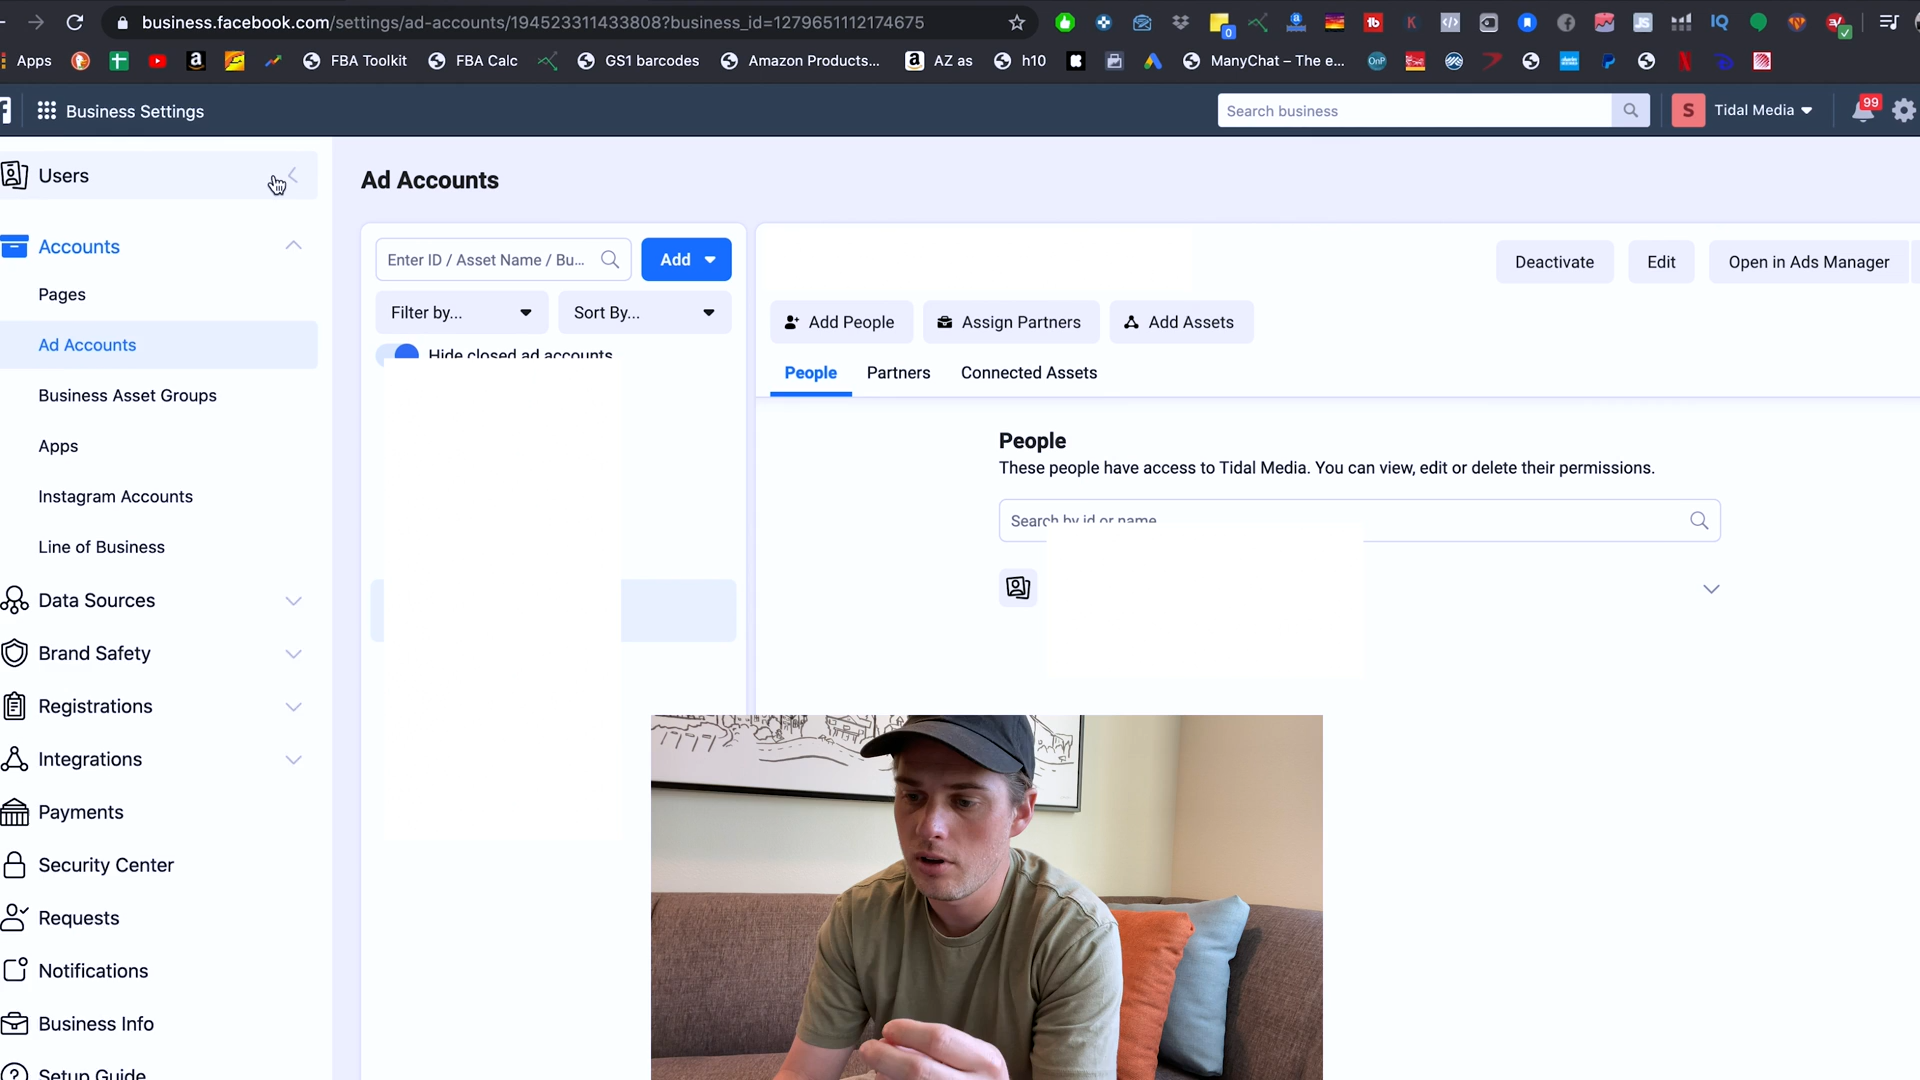 business.facebook.com/settings/ad-accounts/194523311433808?business_id=1279651112174675
0
tb
K
</>
JS
IQ
Apps
FBA Toolkit
FBA Calc
GS1 barcodes
Amazon Products...
a
AZ as
h10
ManyChat – The e...
OnP
Business Settings
Search business
S
Tidal Media
99
Users
Accounts
Pages
Ad Accounts
Business Asset Groups
Apps
Instagram Accounts
Line of Business
Data Sources
Brand Safety
Registrations
Integrations
Payments
Security Center
Requests
Notifications
Business Info
Setup Guide
Ad Accounts
Enter ID / Asset Name / Bu...
Add
Filter by...
Sort By...
Hide closed ad accounts
Deactivate
Edit
Open in Ads Manager
Add People
Assign Partners
Add Assets
People
Partners
Connected Assets
People
These people have access to Tidal Media. You can view, edit or delete their permissions.
Search by id or name